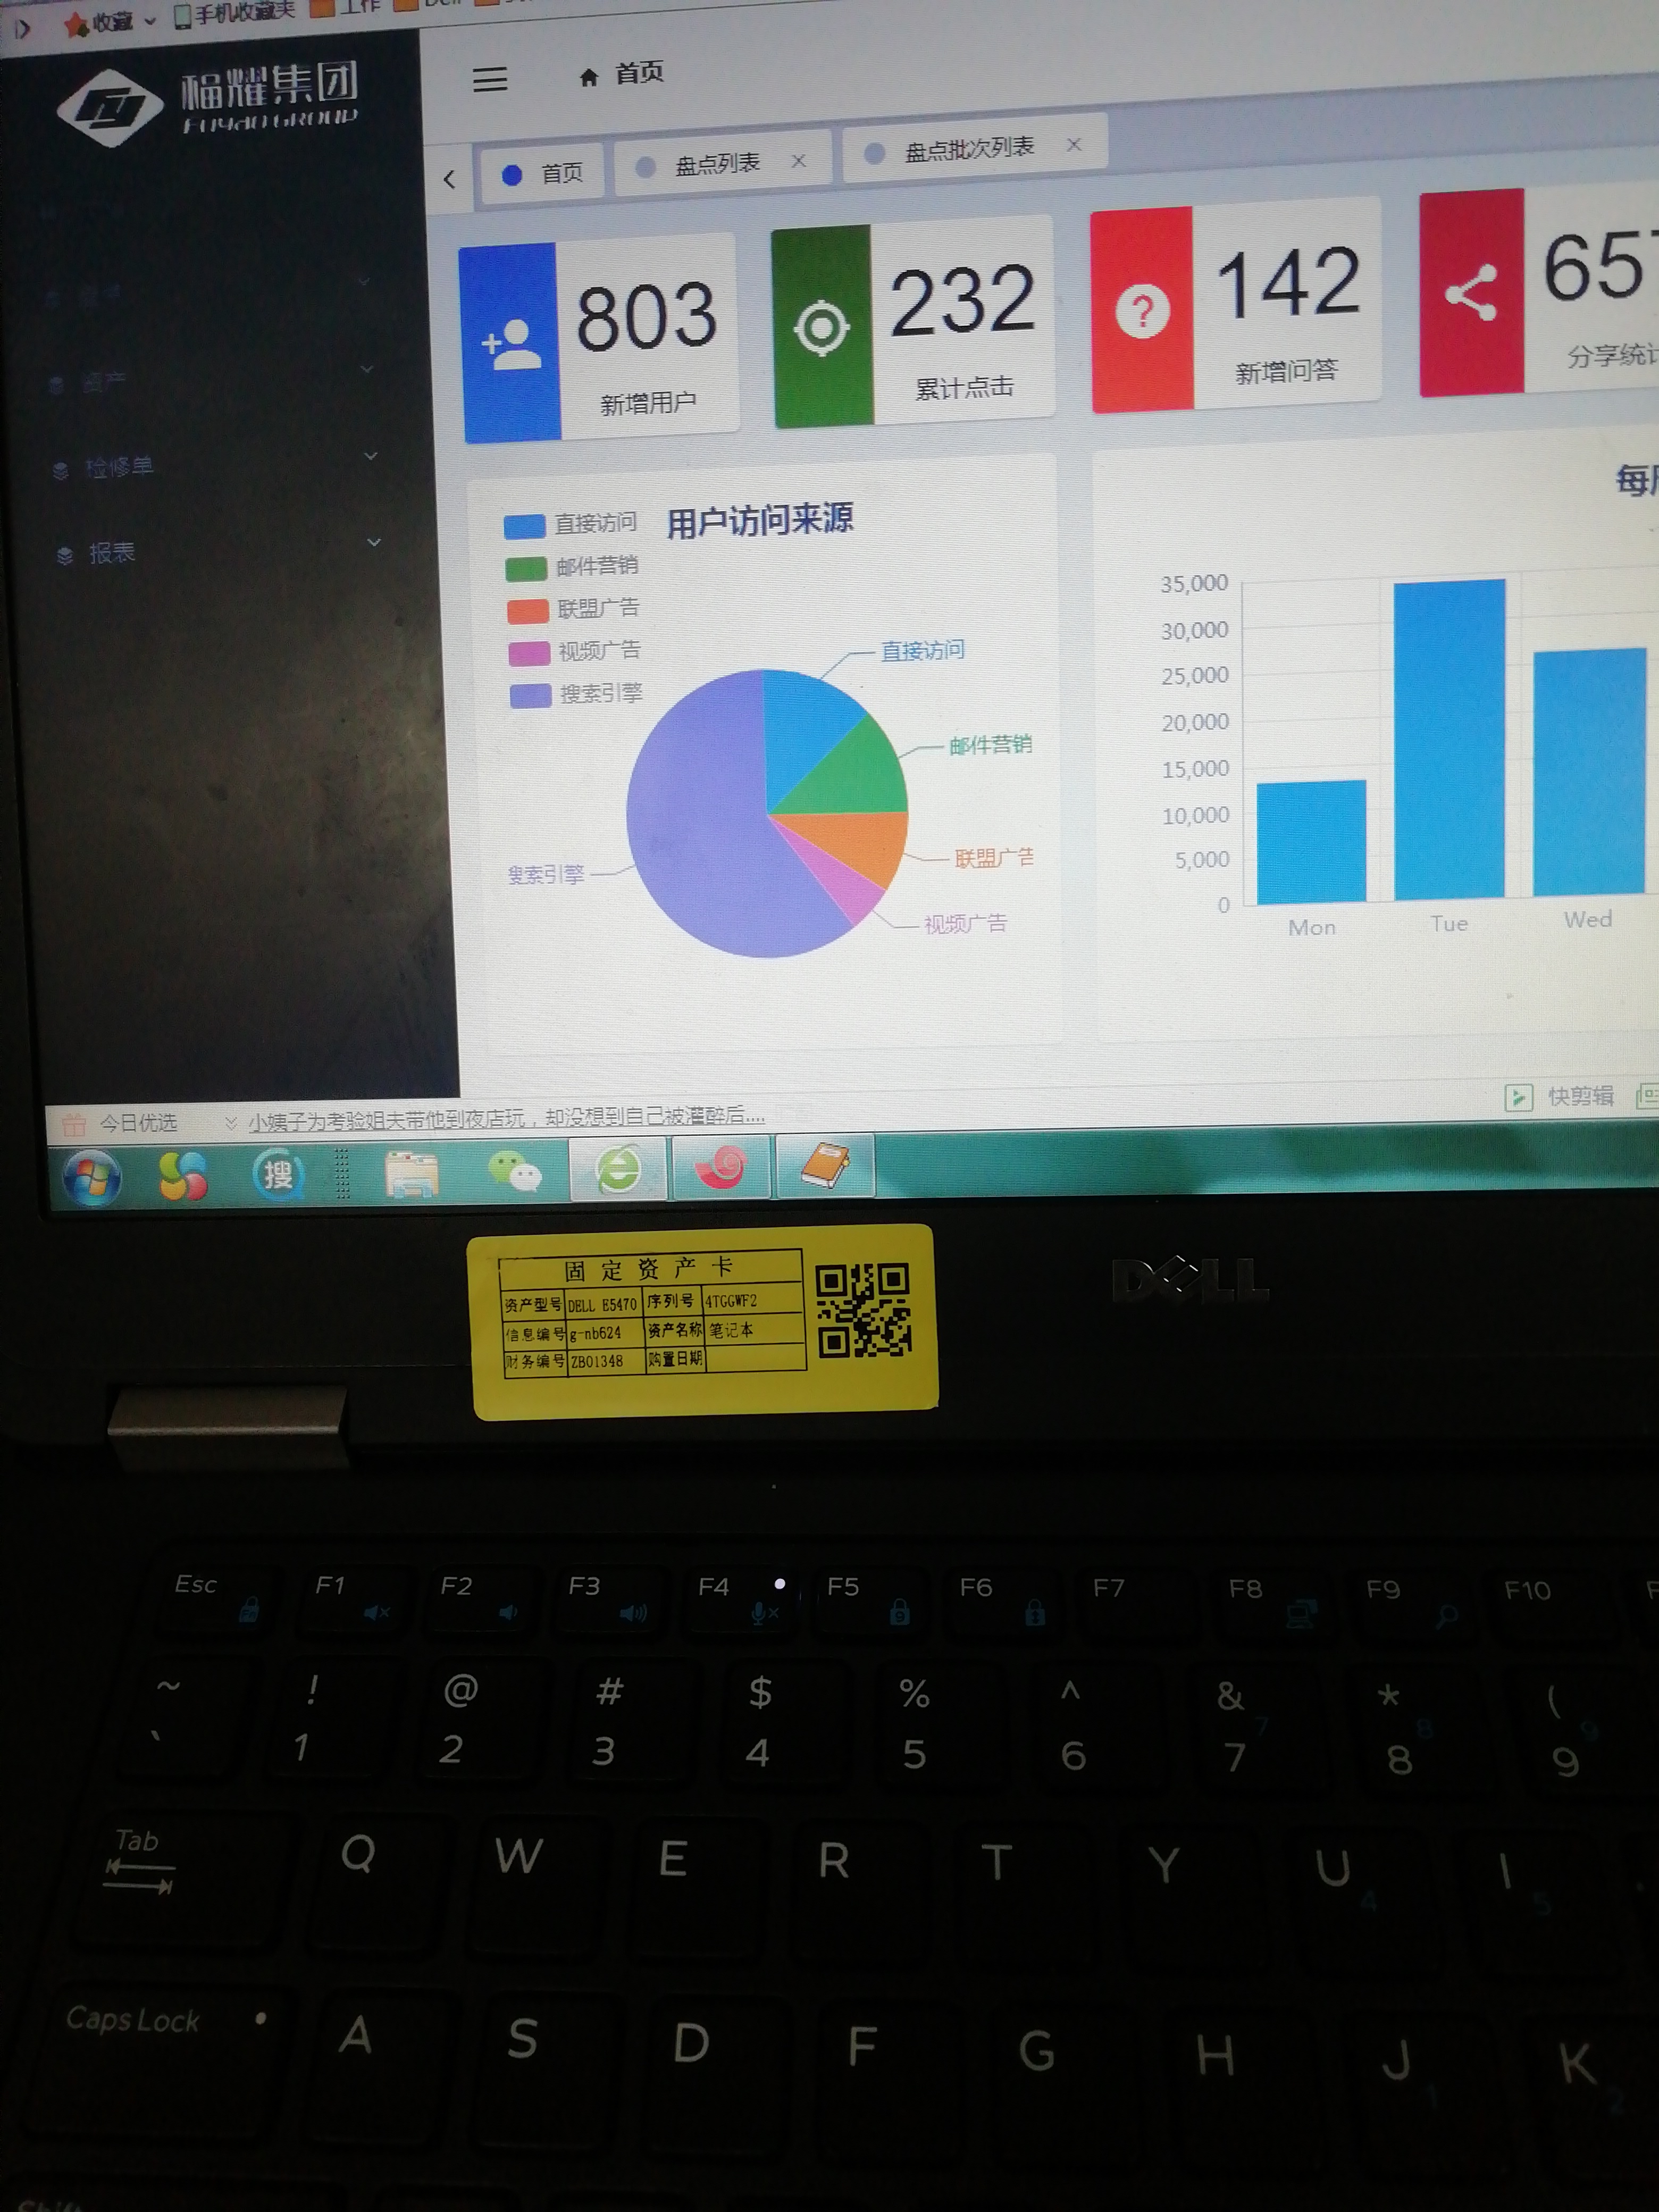 收藏 手机收藏夹 工作
福耀集团
FUYAO GROUP
首页
首页 盘点列表 盘点批次列表
资产
检修单
报表
803
新增用户
232
累计点击
142
新增问答
657
分享统计
用户访问来源
直接访问
邮件营销
联盟广告
视频广告
搜索引擎
直接访问
邮件营销
联盟广告
视频广告
搜索引擎
35,000
30,000
25,000
20,000
15,000
10,000
5,000
0
Mon Tue Wed
今日优选 小姨子为考验姐夫带他到夜店玩，却没想到自己被灌醉后....
快剪辑
搜
固定资产卡
资产型号 DELL E5470 序列号 4TGGWF2
信息编号 g-nb624 资产名称 笔记本
财务编号 ZB01348 购置日期
DELL
Esc F1 F2 F3 F4 F5 F6 F7 F8 F9 F10
~ ! @ # $ % ^ & * (
` 1 2 3 4 5 6 7 7 8 8 9 9
Tab Q W E R T Y U 4 I 5
Caps Lock A S D F G H J 1 K 2
Shift